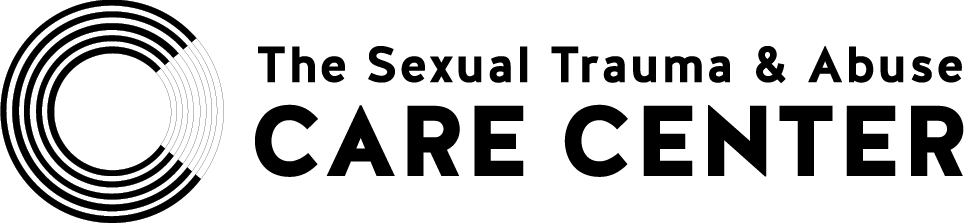 The Sexual Trauma & Abuse
CARE CENTER